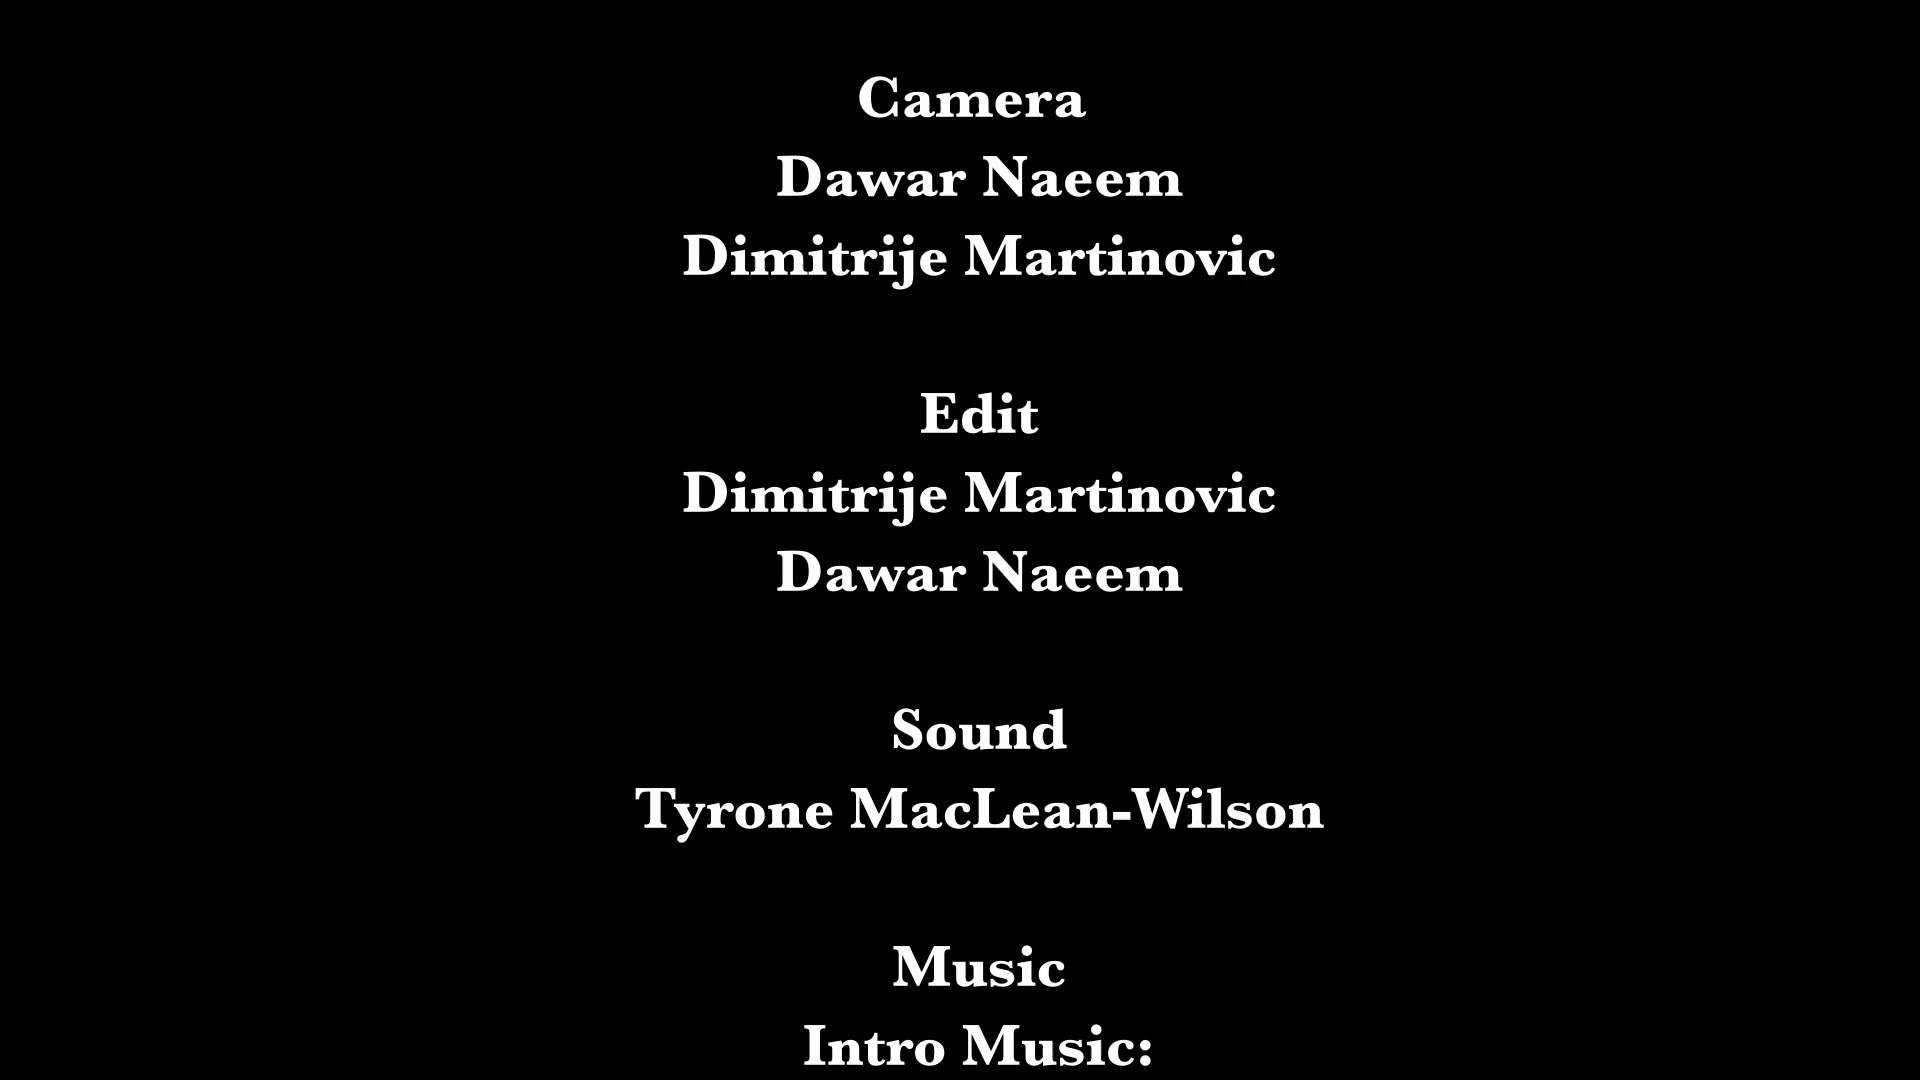 Camera
Dawar Naeem
Dimitrije Martinovic
Edit
Dimitrije Martinovic
Dawar Naeem
Sound
Tyrone MacLean-Wilson
Music
Intro Music: